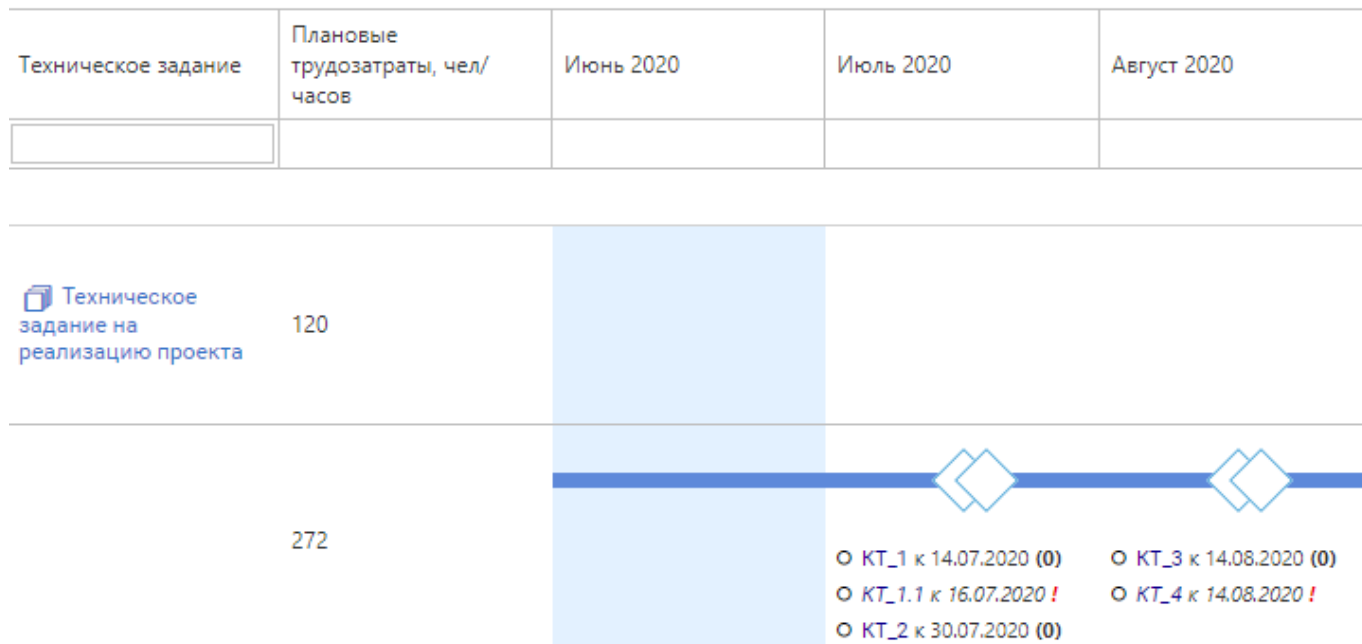 Техническое задание
Плановые
трудозатраты, чел/
часов
Июнь 2020
Июль 2020
Август 2020
Техническое
задание на
реализацию проекта
120
272
КТ_1 к 14.07.2020 (0)
КТ_1.1 к 16.07.2020 !
КТ_2 к 30.07.2020 (0)
КТ_3 к 14.08.2020 (0)
КТ_4 к 14.08.2020 !